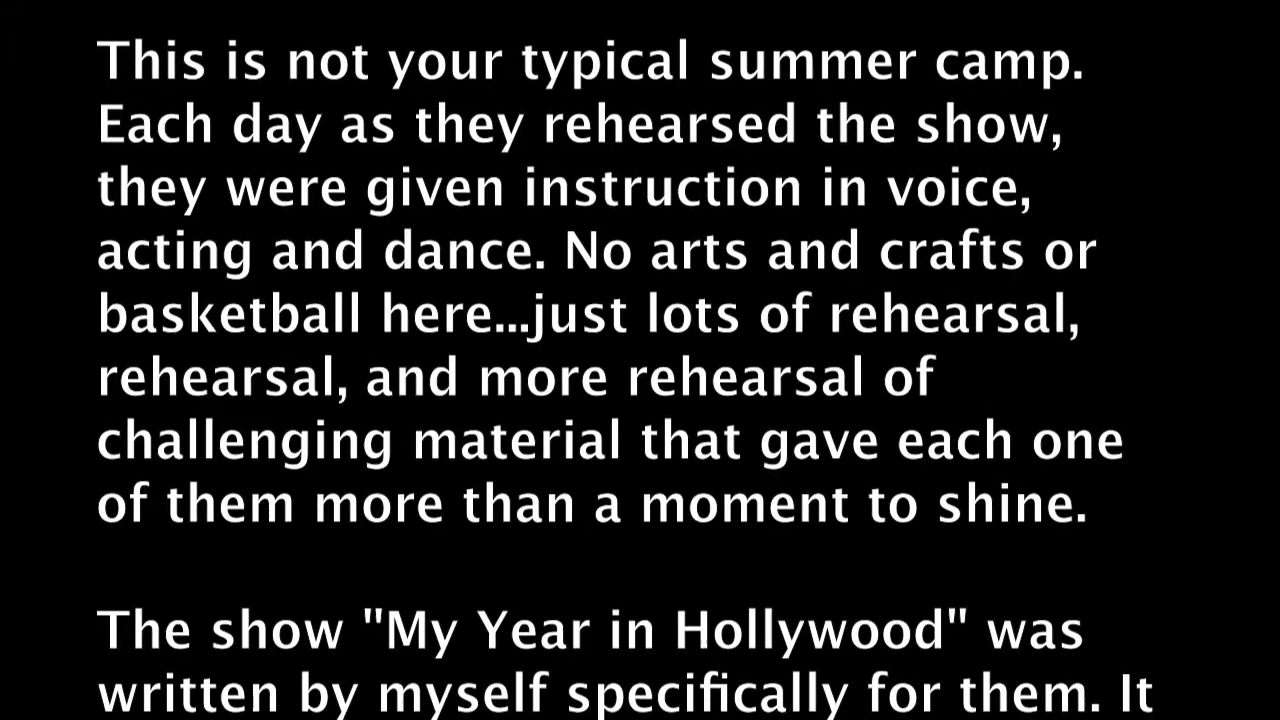 This is not your typical summer camp.
Each day as they rehearsed the show,
they were given instruction in voice,
acting and dance. No arts and crafts or
basketball here...just lots of rehearsal,
rehearsal, and more rehearsal of
challenging material that gave each one
of them more than a moment to shine.
The show "My Year in Hollywood" was
written by myself specifically for them. It